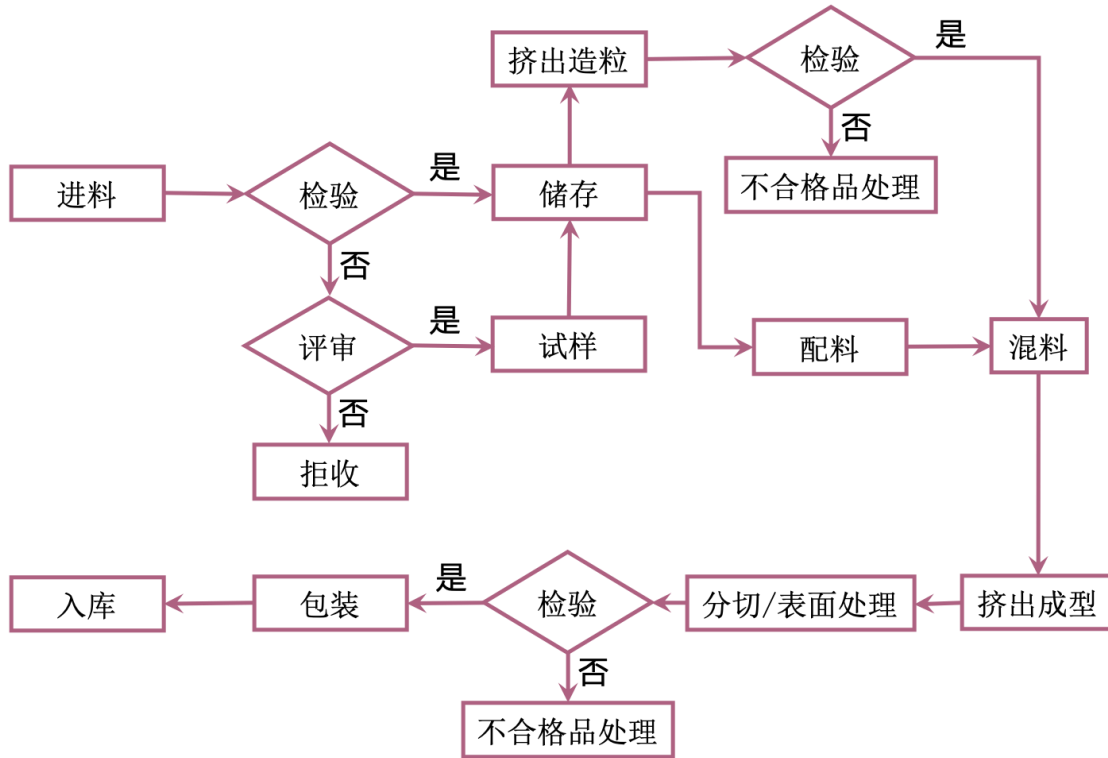 挤出造粒
检验
是
否
不合格品处理
进料
检验
是
储存
否
评审
是
试样
配料
混料
否
拒收
入库
包装
是
检验
分切/表面处理
挤出成型
否
不合格品处理